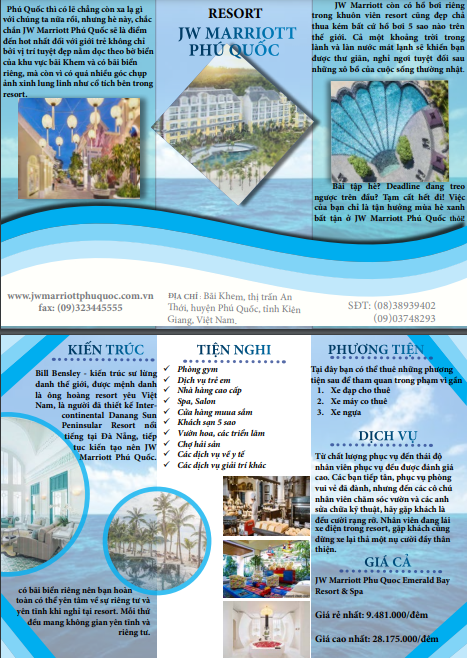 Phú Quốc thì có lẽ chẳng còn xa lạ gì
với chúng ta nữa rồi, nhưng hè này, chắc
chắn JW Marriott Phú Quốc sẽ là điểm
đến hot nhất đối với giới trẻ không chỉ
bởi vị trí tuyệt đẹp nằm dọc theo bờ biển
của khu vực bãi Khem và có bãi biển
riêng, mà còn vì có quá nhiều góc chụp
ảnh xinh lung linh như cổ tích bên trong
resort.
RESORT
JW MARRIOTT
PHÚ QUỐC
JW Marriott còn có hồ bơi riêng
trong khuôn viên resort cũng đẹp chả
thua kém bất cứ hồ bơi 5 sao nào trên
thế giới. Cả một khoảng trời trong
lành và làn nước mát lạnh sẽ khiến bạn
được thư giãn, nghỉ ngơi tuyệt đối sau
những xô bồ của cuộc sống thường nhật.
Bài tập hè? Deadline đang treo
ngược trên đầu? Tạm cất hết đi! Việc
của bạn chỉ là tận hưởng mùa hè xanh
bất tận ở JW Marriott Phú Quốc thôi!
www.jwmarriottphuquoc.com.vn
fax: (09)323445555
ĐỊA CHỈ : Bãi Khem, thị trấn An
Thới, huyện Phú Quốc, tỉnh Kiên
Giang, Việt Nam.
SĐT: (08)38939402
(09)03748293
KIẾN TRÚC
Bill Bensley - kiến trúc sư lừng
danh thế giới, được mệnh danh
là ông hoàng resort yêu Việt
Nam, là người đã thiết kế Inter-
continental Danang Sun
Peninsular Resort nổi
tiếng tại Đà Nẵng, tiếp
tục kiến tạo nên JW
Marriott Phú Quốc.
có bãi biển riêng nên bạn hoàn
toàn có thể yên tâm về sự riêng tư và
yên tĩnh khi nghỉ tại resort. Mỗi thứ
đều mang không gian yên tĩnh và
riêng tư.
TIỆN NGHI
✓ Phòng gym
✓ Dịch vụ trẻ em
✓ Nhà hàng cao cấp
✓ Spa, Salon
✓ Cửa hàng muua sắm
✓ Khách sạn 5 sao
✓ Vườn hoa, các triển lãm
✓ Chợ hải sản
✓ Các dịch vụ về y tế
✓ Các dịch vụ giải trí khác
PHƯƠNG TIỆN
Tại đây bạn có thể thuê những phương
tiện sau để tham quan trong phạm vi gần
1. Xe đạp cho thuê
2. Xe máy co thuê
3. Xe ngựa
DỊCH VỤ
Từ chất lượng phục vụ đến thái độ
nhân viên phục vụ đều được đánh giá
cao. Các bạn tiếp tân, phục vụ phòng
vui vẻ đã đành, nhưng đến các cô chú
nhân viên chăm sóc vườn và các anh
sửa chữa kỹ thuật, hãy gặp khách là
đều cười rạng rỡ. Nhân viên đang lái
xe điện trong resort, gặp khách cũng
dừng xe lại thả một nụ cười đầy thân
thiện.
GIÁ CẢ
JW Marriott Phu Quoc Emerald Bay
Resort & Spa
Giá rẻ nhất: 9.481.000/đêm
Giá cao nhất: 28.175.000/đêm